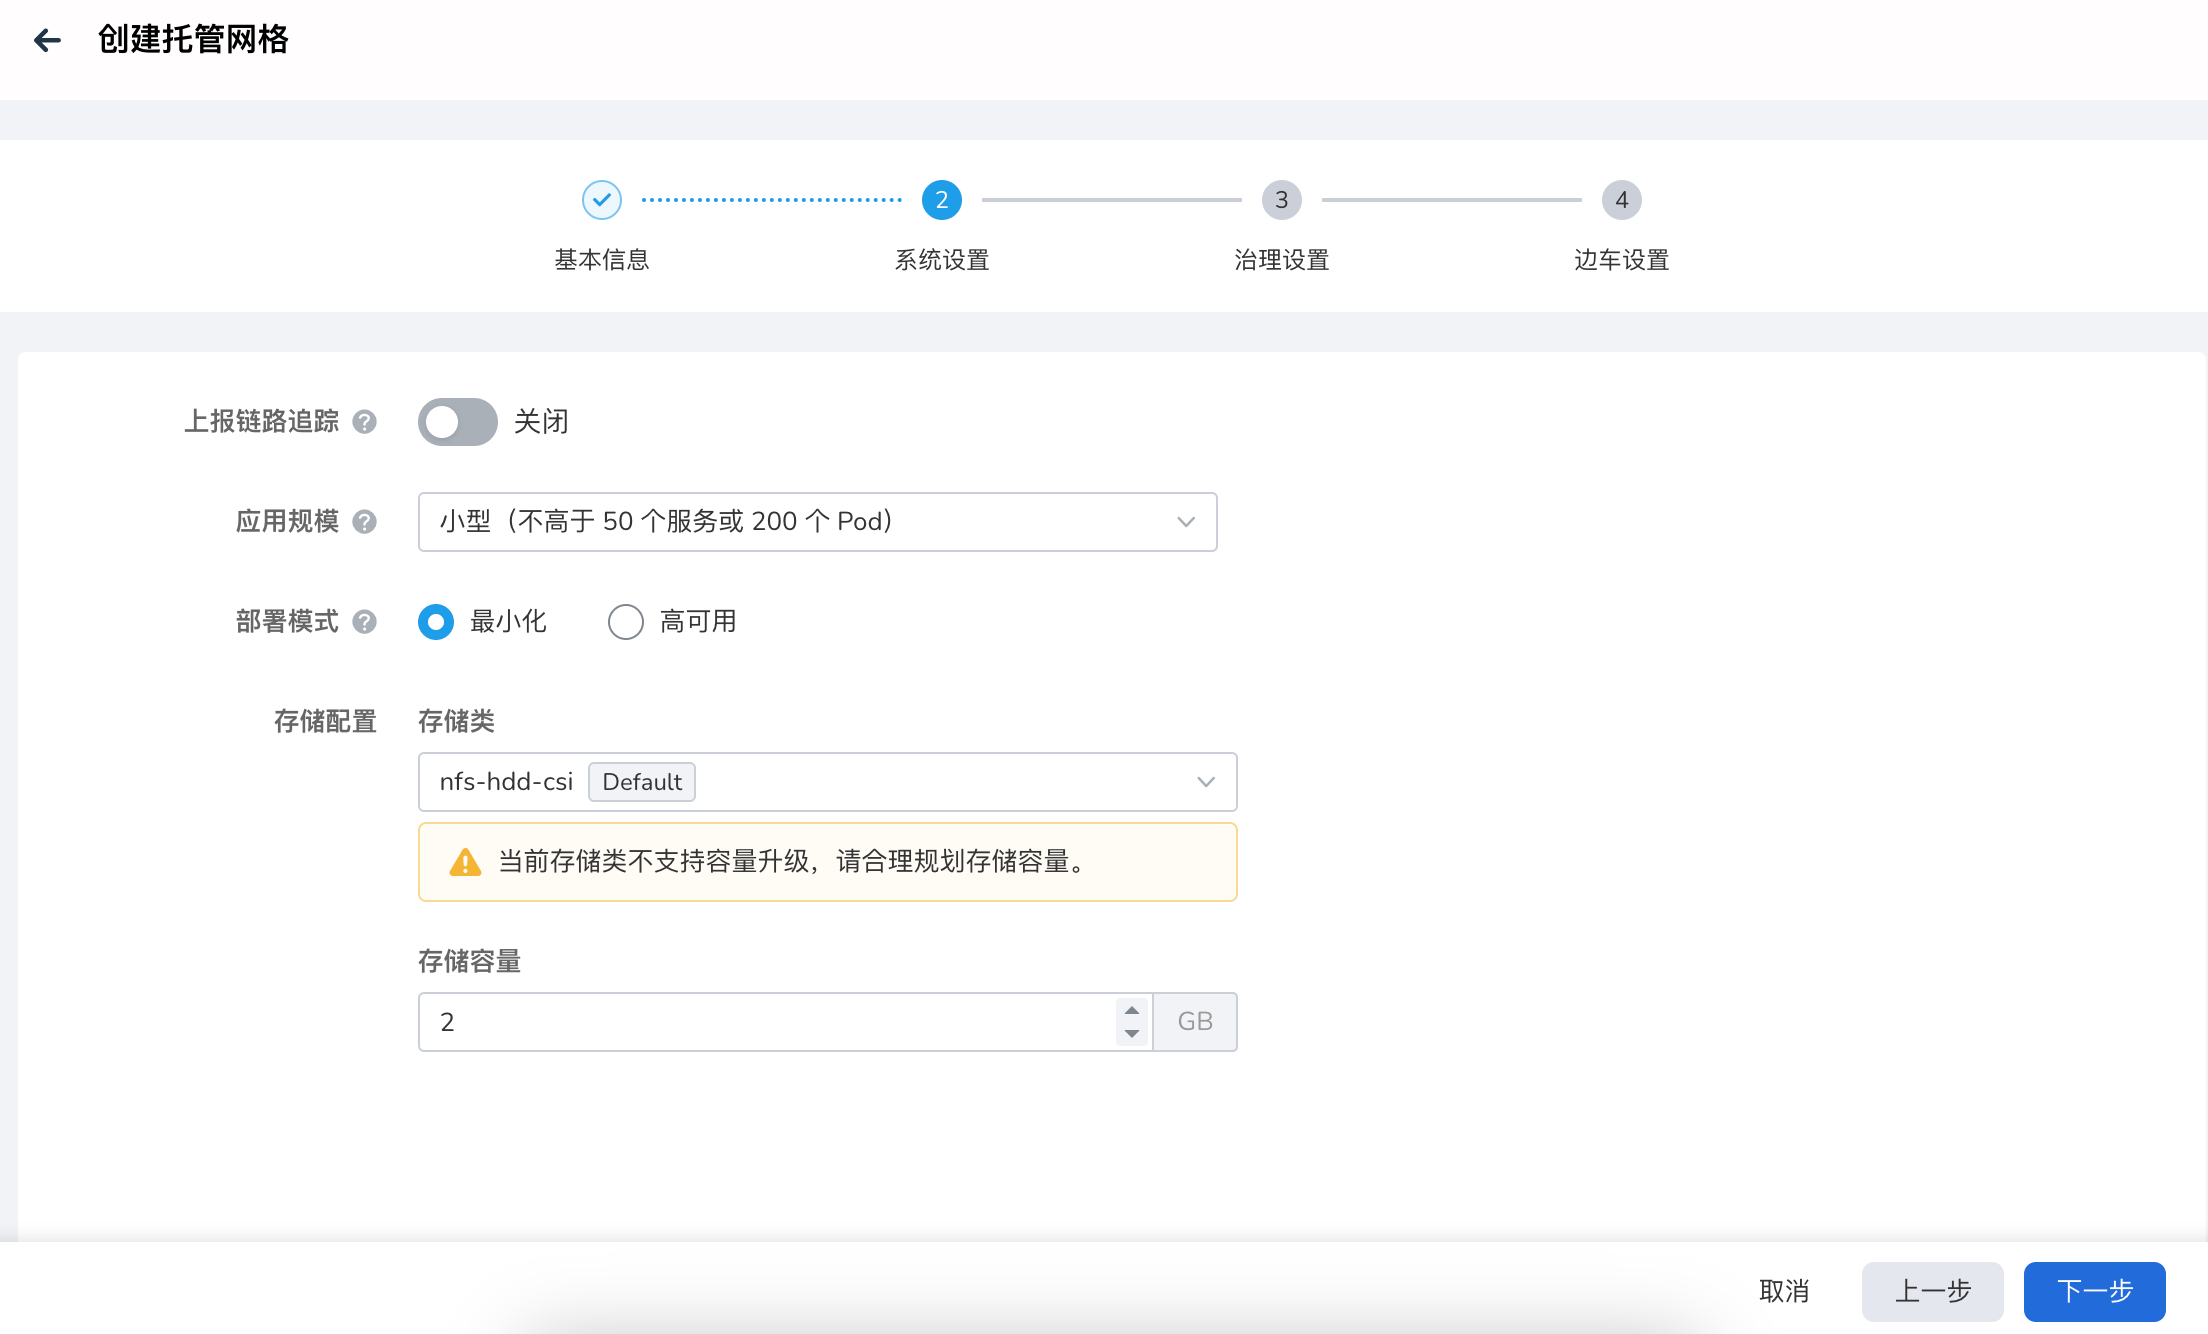 创建托管网格
2
3
4
基本信息
系统设置
治理设置
边车设置
上报链路追踪
关闭
应用规模
小型（不高于 50 个服务或 200 个 Pod）
部署模式
最小化
高可用
存储配置
存储类
nfs-hdd-csi Default
当前存储类不支持容量升级，请合理规划存储容量。
存储容量
2
GB
取消
上一步
下一步